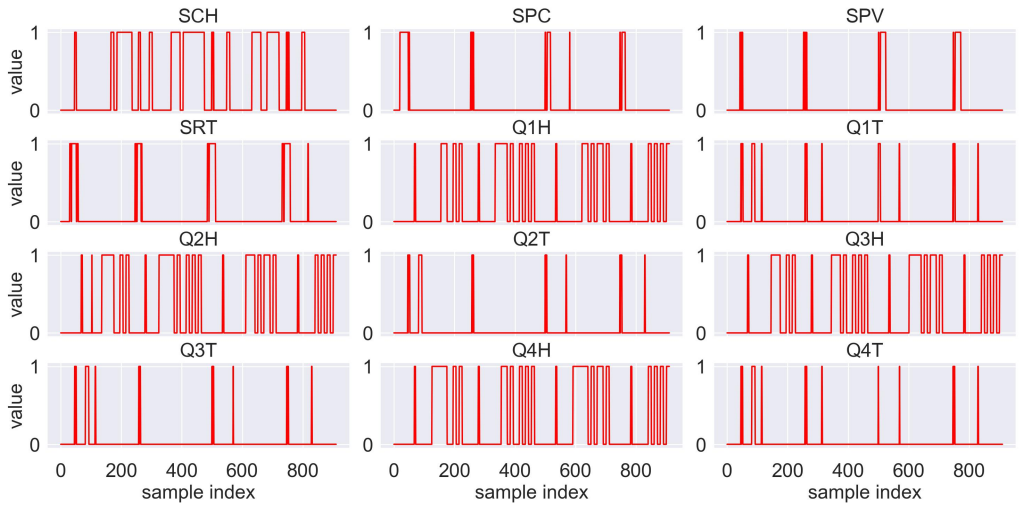 SCH SPC SPV
1
0
value
SRT Q1H Q1T
1
0
value
Q2H Q2T Q3H
1
0
value
Q3T Q4H Q4T
1
0
value
0 200 400 600 800 0 200 400 600 800 0 200 400 600 800
sample index sample index sample index